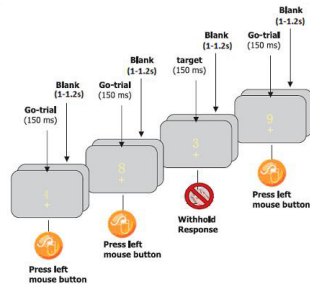 Blank
(1-1.2s)
Go-trial
(150 ms)
4
+
Press left
mouse button
Blank
(1-1.2s)
Go-trial
(150 ms)
8
+
Press left
mouse button
Blank
(1-1.2s)
target
(150 ms)
3
+
Withhold
Response
Blank
(1-1.2s)
Go-trial
(150 ms)
9
+
Press left
mouse button